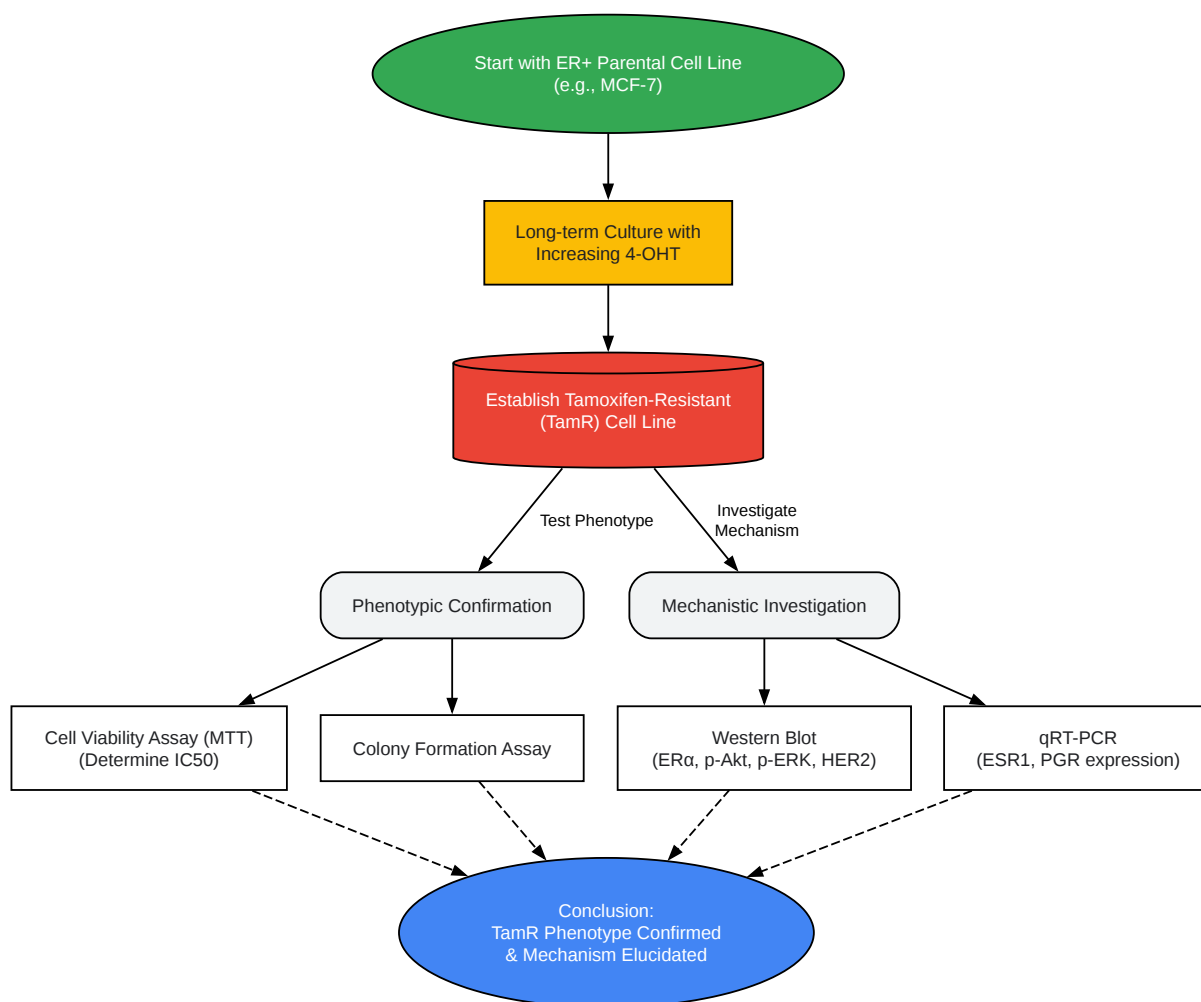 Start with ER+ Parental Cell Line
(e.g., MCF-7)
Long-term Culture with
Increasing 4-OHT
Establish Tamoxifen-Resistant
(TamR) Cell Line
Test Phenotype
Investigate
Mechanism
Phenotypic Confirmation
Mechanistic Investigation
Cell Viability Assay (MTT)
(Determine IC50)
Colony Formation Assay
Western Blot
(ERα, p-Akt, p-ERK, HER2)
qRT-PCR
(ESR1, PGR expression)
Conclusion:
TamR Phenotype Confirmed
& Mechanism Elucidated